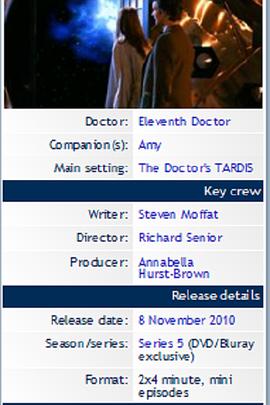 Doctor: Eleventh Doctor
Companion(s): Amy
Main setting: The Doctor's TARDIS
Key crew
Writer: Steven Moffat
Director: Richard Senior
Producer: Annabella
Hurst-Brown
Release details
Release date: 8 November 2010
Season/series: Series 5 (DVD/Bluray
exclusive)
Format: 2x4 minute, mini
episodes